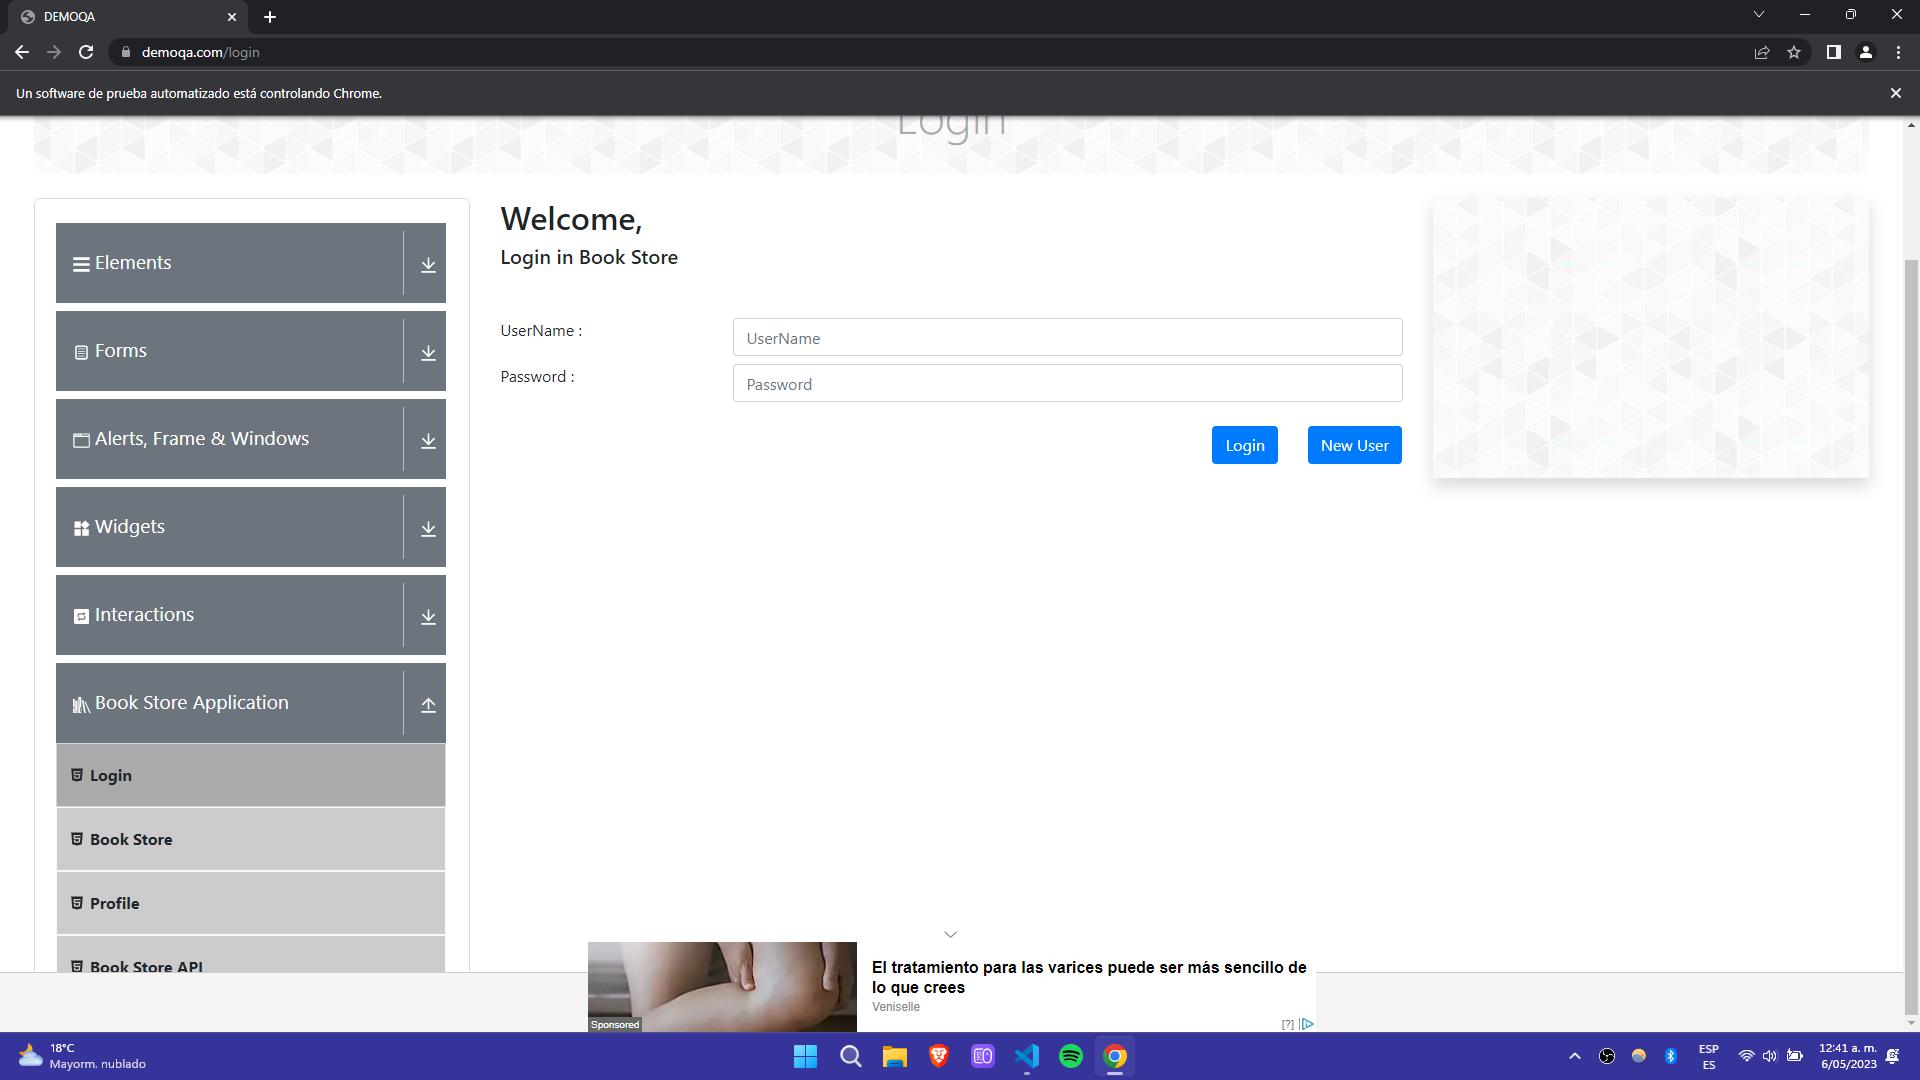 DEMOQA
demoqa.com/login
Un software de prueba automatizado está controlando Chrome.
Login
Welcome,
Login in Book Store
Elements
Forms
Alerts, Frame & Windows
Widgets
Interactions
Book Store Application
Login
Book Store
Profile
Book Store API
UserName :
UserName
Password :
Password
Login
New User
El tratamiento para las varices puede ser más sencillo de
lo que crees
Veniselle
Sponsored
[?]
18°C
Mayorm. nublado
ESP
ES
12:41 a. m.
6/05/2023